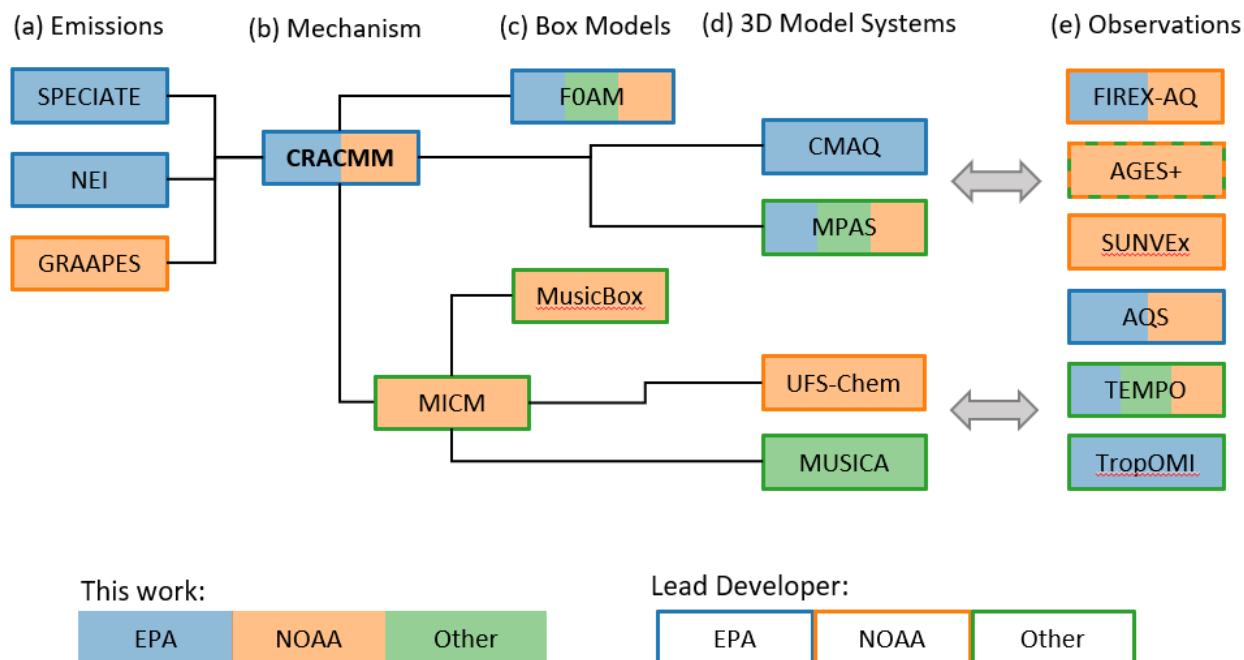 (a) Emissions
(b) Mechanism
(c) Box Models
(d) 3D Model Systems
(e) Observations
SPECIATE
NEI
GRAAPES
CRACMM
MICM
F0AM
MusicBox
CMAQ
MPAS
UFS-Chem
MUSICA
FIREX-AQ
AGES+
SUNVEx
AQS
TEMPO
TropOMI
This work:
EPA
NOAA
Other
Lead Developer:
EPA
NOAA
Other